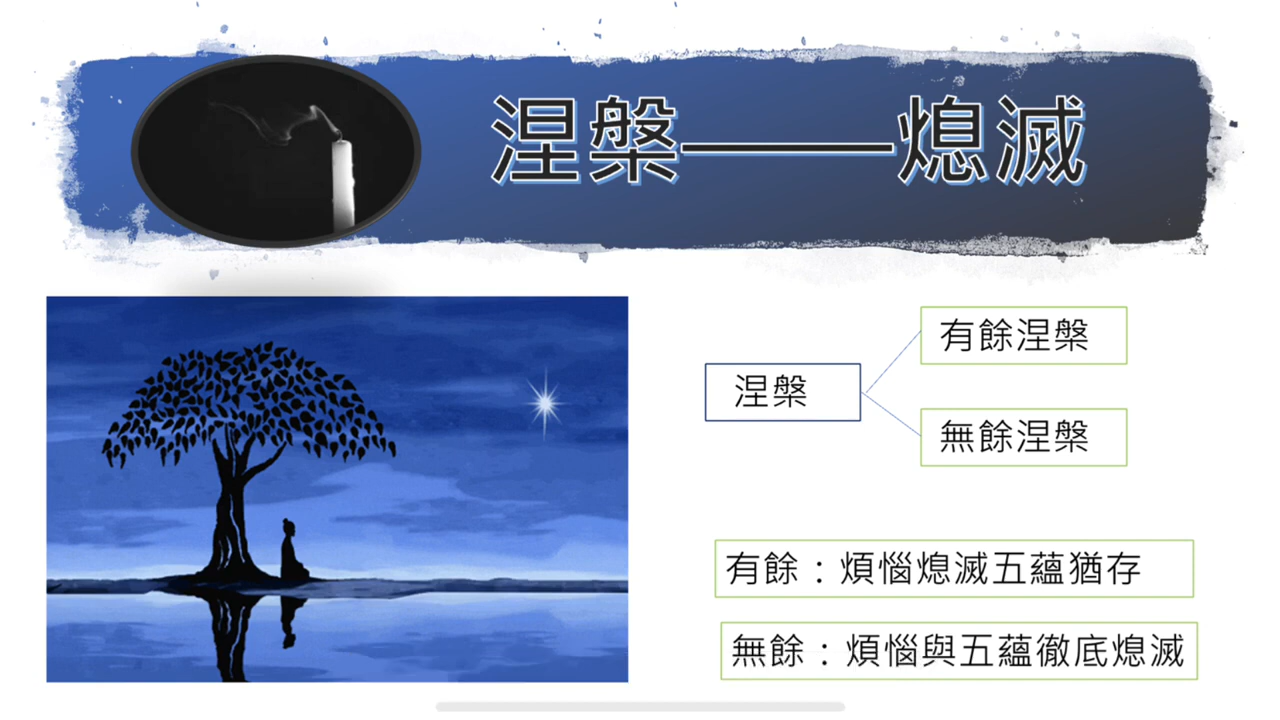 涅槃——熄滅
有餘涅槃
涅槃
無餘涅槃
有餘：煩惱熄滅五蘊猶存
無餘：煩惱與五蘊徹底熄滅